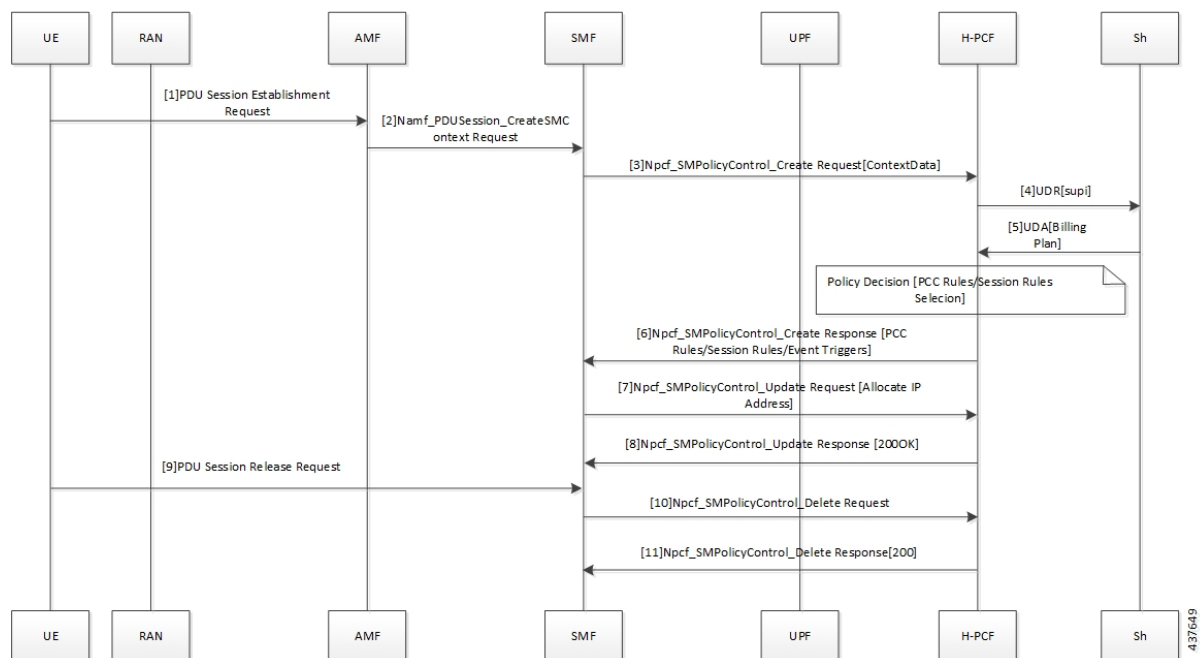 UE
RAN
AMF
SMF
UPF
H-PCF
Sh
[1]PDU Session Establishment
Request
[2]Namf_PDUSession_CreateSMC
ontext Request
[3]Npcf_SMPolicyControl_Create Request[ContextData]
[4]UDR[supi]
[5]UDA[Billing
Plan]
Policy Decision [PCC Rules/Session Rules
Selecion]
[6]Npcf_SMPolicyControl_Create Response [PCC
Rules/Session Rules/Event Triggers]
[7]Npcf_SMPolicyControl_Update Request [Allocate IP
Address]
[8]Npcf_SMPolicyControl_Update Response [200OK]
[9]PDU Session Release Request
[10]Npcf_SMPolicyControl_Delete Request
[11]Npcf_SMPolicyControl_Delete Response[200]
UE
RAN
AMF
SMF
UPF
H-PCF
Sh
437649